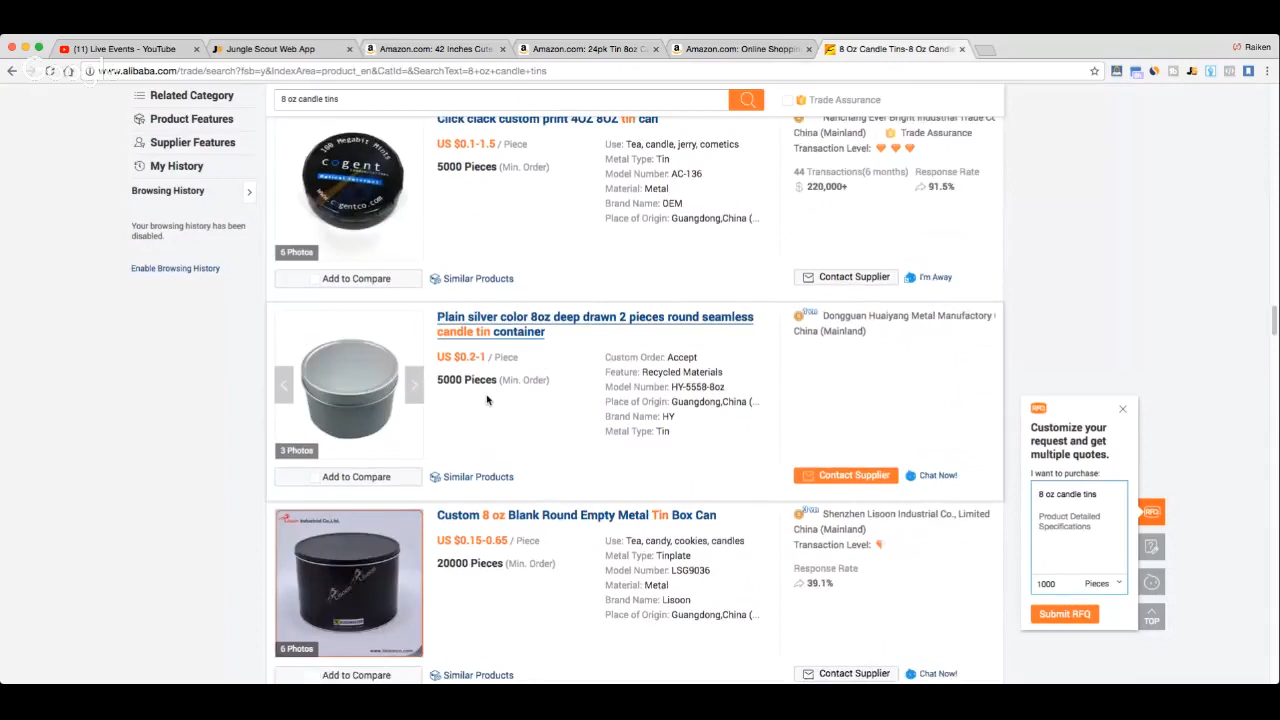 (11) Live Events - YouTube
Jungle Scout Web App
Amazon.com: 42 Inches Cute
Amazon.com: 24pk Tin 8oz C
Amazon.com: Online Shoppin
8 Oz Candle Tins-8 Oz Candl
Raiken
www.alibaba.com/trade/search?fsb=y&IndexArea=product_en&CatId=&SearchText=8+oz+candle+tins
Related Category
Product Features
Supplier Features
My History
Browsing History
Your browsing history has been
disabled.
Enable Browsing History
8 oz candle tins
Trade Assurance
Click clack custom print 4OZ 8OZ tin can
US $0.1-1.5 / Piece
5000 Pieces (Min. Order)
Use: Tea, candle, jerry, cometics
Metal Type: Tin
Model Number: AC-136
Material: Metal
Brand Name: OEM
Place of Origin: Guangdong,China (...
Nanchang Ever Bright Industrial Trade Co
China (Mainland) Trade Assurance
Transaction Level:
44 Transactions(6 months) Response Rate
220,000+ 91.5%
100 Megabit Minds
cogent
communications
Optical Internet
www.cogentco.com
6 Photos
Add to Compare
Similar Products
Contact Supplier
I'm Away
Plain silver color 8oz deep drawn 2 pieces round seamless
candle tin container
US $0.2-1 / Piece
5000 Pieces (Min. Order)
Custom Order: Accept
Feature: Recycled Materials
Model Number: HY-5558-8oz
Place of Origin: Guangdong,China (...
Brand Name: HY
Metal Type: Tin
Dongguan Huaiyang Metal Manufactory
China (Mainland)
3 Photos
Add to Compare
Similar Products
Contact Supplier
Chat Now!
Custom 8 oz Blank Round Empty Metal Tin Box Can
US $0.15-0.65 / Piece
20000 Pieces (Min. Order)
Use: Tea, candy, cookies, candles
Metal Type: Tinplate
Model Number: LSG9036
Material: Metal
Brand Name: Lisoon
Place of Origin: Guangdong,China (...
Shenzhen Lisoon Industrial Co., Limited
China (Mainland)
Transaction Level:
Response Rate
39.1%
6 Photos
Add to Compare
Similar Products
Contact Supplier
Chat Now!
RFQ
Customize your
request and get
multiple quotes.
I want to purchase:
8 oz candle tins
Product Detailed
Specifications
1000 Pieces
Submit RFQ
RFQ
TOP